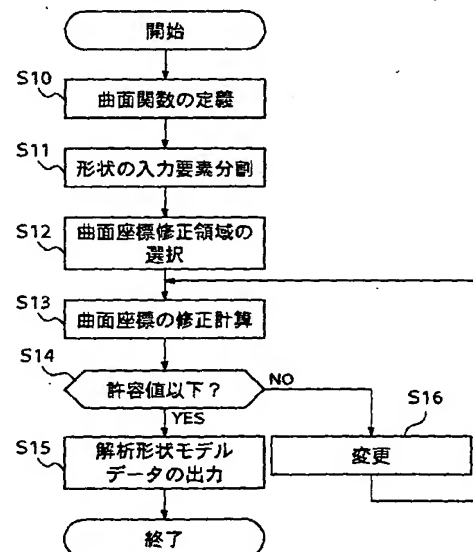 開始
S10
曲面関数の定義
S11
形状の入力要素分割
S12
曲面座標修正領域の
選択
S13
曲面座標の修正計算
S14
許容値以下？
NO
YES
S16
変更
S15
解析形状モデル
データの出力
終了